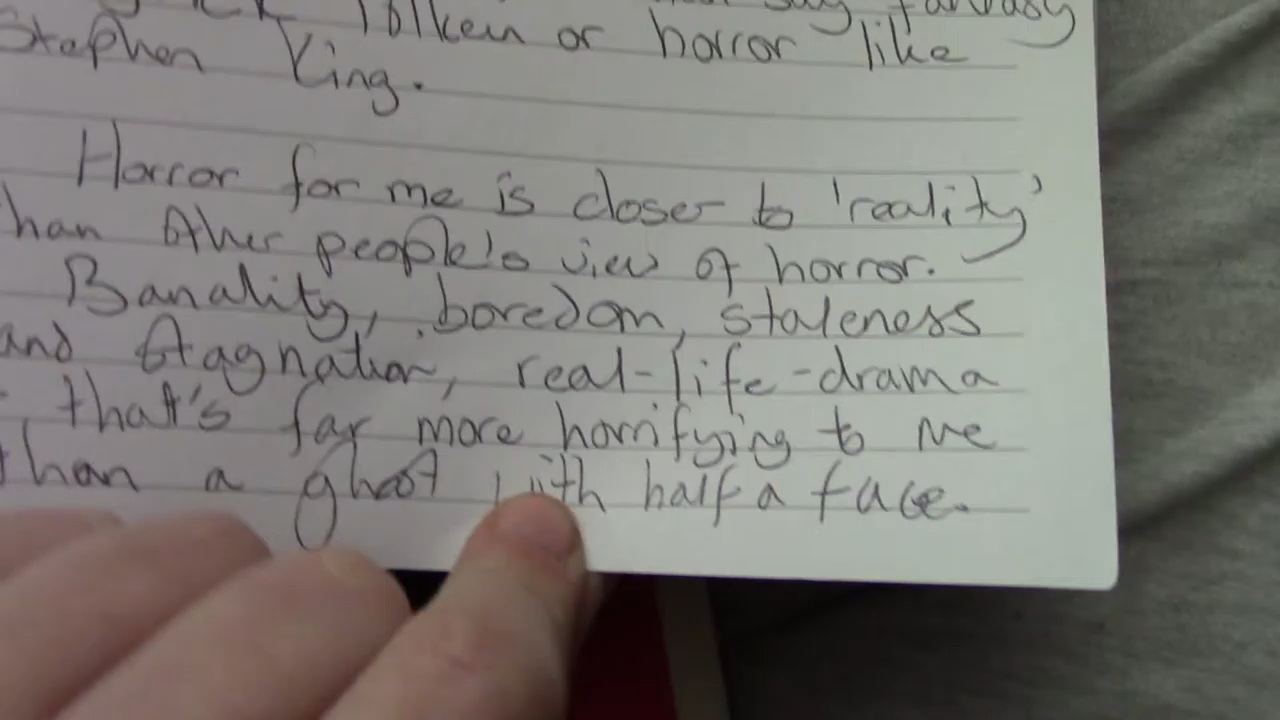 say fantasy
Tolkein or horror like
Stephen King.
Horror for me is closer to 'reality'
than other people's view of horror.
Banality, boredom, staleness
and stagnation, real-life-drama
that's far more horrifying to me
than a ghost with half a face.